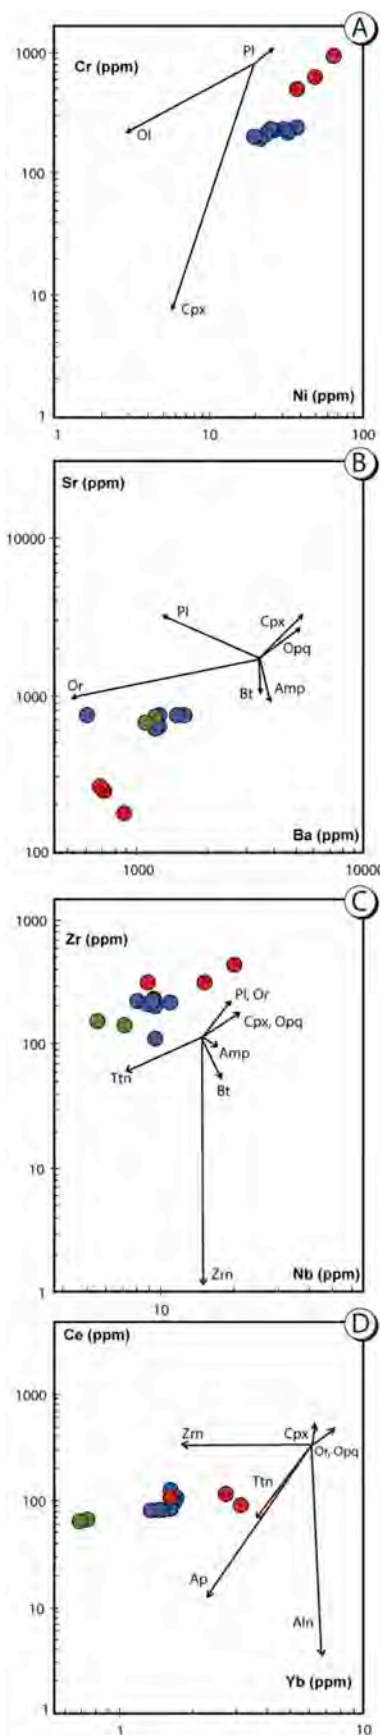 A
1000
Cr (ppm)
Pl
Ol
100
10
Cpx
Ni (ppm)
1
1
10
100
B
Sr (ppm)
10000
Pl
Cpx
Opq
Or
Bt
Amp
1000
Ba (ppm)
100
1000
10000
C
1000
Zr (ppm)
Pl, Or
Cpx, Opq
Amp
Ttn
Bt
100
10
Zrn
Nb (ppm)
1
10
D
Ce (ppm)
1000
Zrn
Cpx
Or, Opq
Ttn
100
Ap
Aln
10
Yb (ppm)
1
1
10